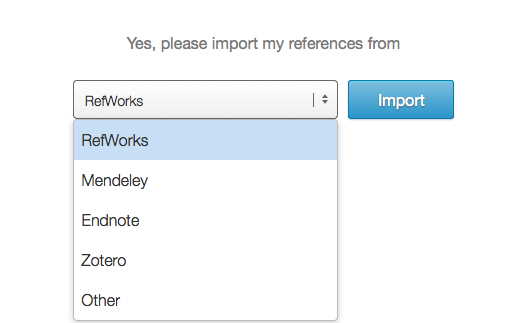 Yes, please import my references from
RefWorks
Import
RefWorks
Mendeley
Endnote
Zotero
Other